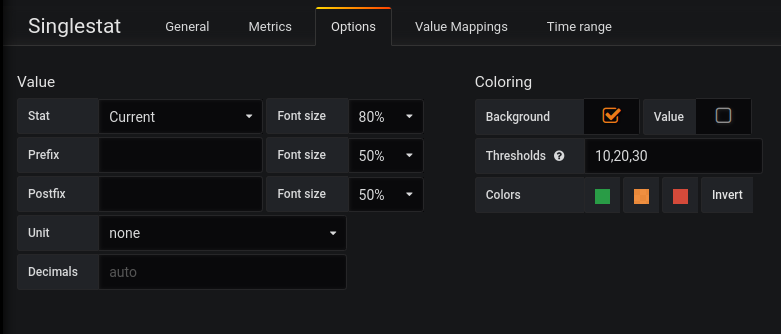 Singlestat General Metrics Options Value Mappings Time range
Value
Stat Current Font size 80%
Prefix Font size 50%
Postfix Font size 50%
Unit none
Decimals auto
Coloring
Background Value
Thresholds 10,20,30
Colors Invert